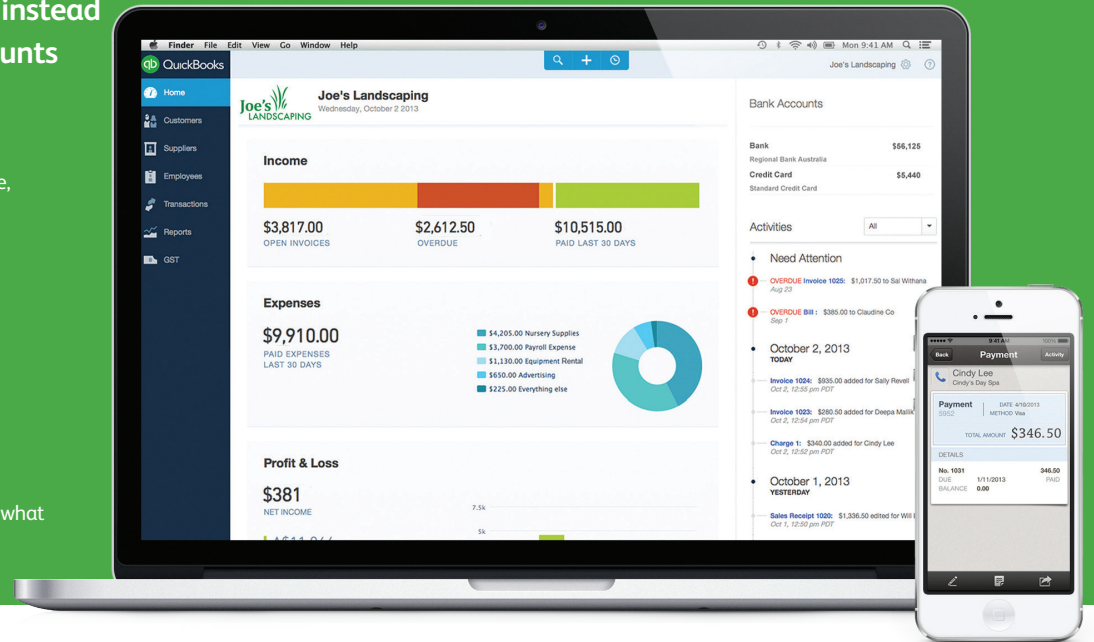 instead
unts
e,
what
Finder File Edit View Go Window Help
Mon 9:41 AM
qb QuickBooks
Joe's Landscaping
Home
Customers
Suppliers
Employees
Transactions
Reports
GST
Joe's
LANDSCAPING
Joe's Landscaping
Wednesday, October 2 2013
Income
$3,817.00 $2,612.50 $10,515.00
OPEN INVOICES OVERDUE PAID LAST 30 DAYS
Expenses
$9,910.00
PAID EXPENSES
LAST 30 DAYS
$4,205.00 Nursery Supplies
$3,700.00 Payroll Expense
$1,130.00 Equipment Rental
$650.00 Advertising
$225.00 Everything else
Profit & Loss
$381
NET INCOME
7.5k
5k
Bank Accounts
Bank $56,125
Regional Bank Australia
Credit Card $5,440
Standard Credit Card
Activities All
Need Attention
OVERDUE Invoice 1025: $1,017.50 to Sal Withana
Aug 23
OVERDUE Bill : $385.00 to Claudine Co
Sep 1
October 2, 2013
TODAY
Invoice 1024: $935.00 added for Sally Revell
Oct 2, 12:55 pm PDT
Invoice 1023: $260.50 added for Deepa Mallik
Oct 2, 12:54 pm PDT
Charge 1: $340.00 added for Cindy Lee
Oct 2, 12:52 pm PDT
October 1, 2013
YESTERDAY
Sales Receipt 1020: $1,336.50 edited for Will
Oct 1, 12:50 pm PDT
9:41 AM 100%
Back Payment Activity
Cindy Lee
Cindy's Day Spa
Payment DATE 4/10/2013
5952 METHOD Visa
TOTAL AMOUNT $346.50
DETAILS
No. 1031 346.50
DUE 1/11/2013 PAID
BALANCE 0.00